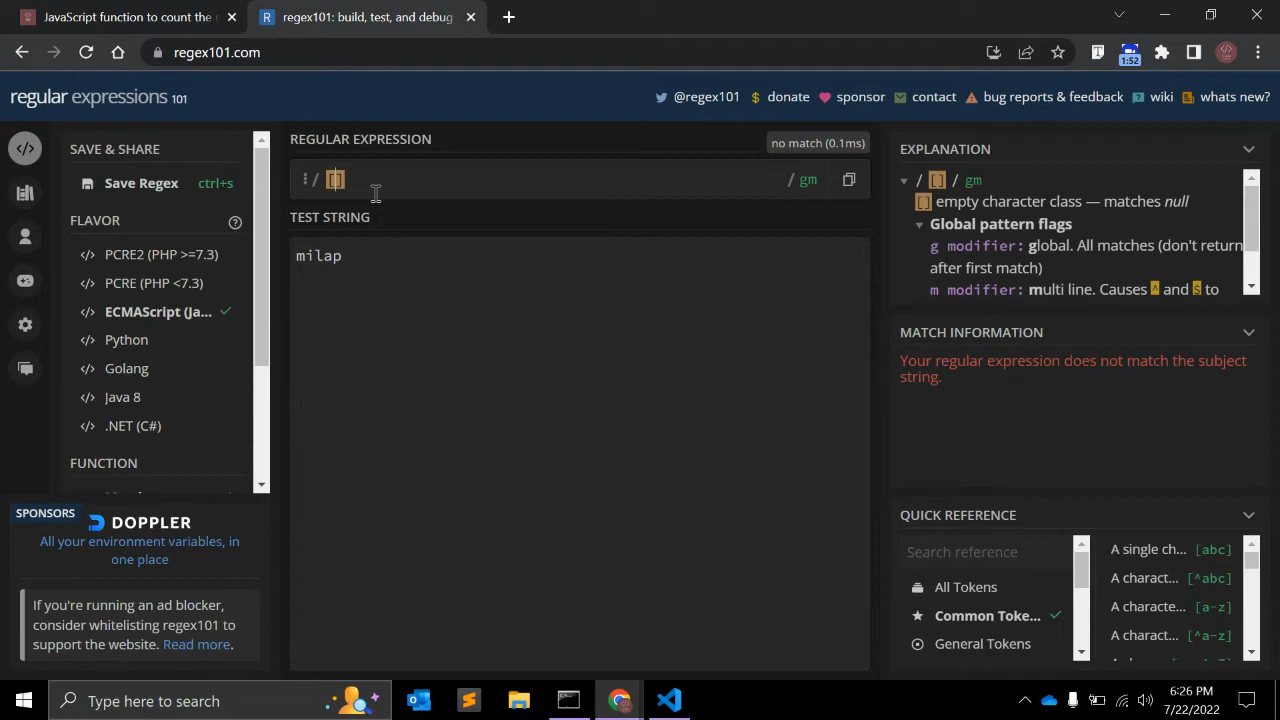 JavaScript function to count the
regex101: build, test, and debug
regex101.com
1:52
regular expressions 101
@regex101
$ donate
sponsor
contact
bug reports & feedback
wiki
whats new?
SAVE & SHARE
Save Regex ctrl+s
FLAVOR
</> PCRE2 (PHP >=7.3)
</> PCRE (PHP <7.3)
</> ECMAScript (Ja...
</> Python
</> Golang
</> Java 8
</> .NET (C#)
FUNCTION
SPONSORS
DOPPLER
All your environment variables, in
one place
If you're running an ad blocker,
consider whitelisting regex101 to
support the website. Read more.
REGULAR EXPRESSION
no match (0.1ms)
/ [] / gm
TEST STRING
milap
EXPLANATION
/ [] / gm
[] empty character class — matches null
Global pattern flags
g modifier: global. All matches (don't return
after first match)
m modifier: multi line. Causes ^ and $ to
MATCH INFORMATION
Your regular expression does not match the subject
string.
QUICK REFERENCE
Search reference
All Tokens
Common Toke...
General Tokens
A single ch... [abc]
A charact... [^abc]
A characte... [a-z]
A charact... [^a-z]
Type here to search
6:26 PM
7/22/2022